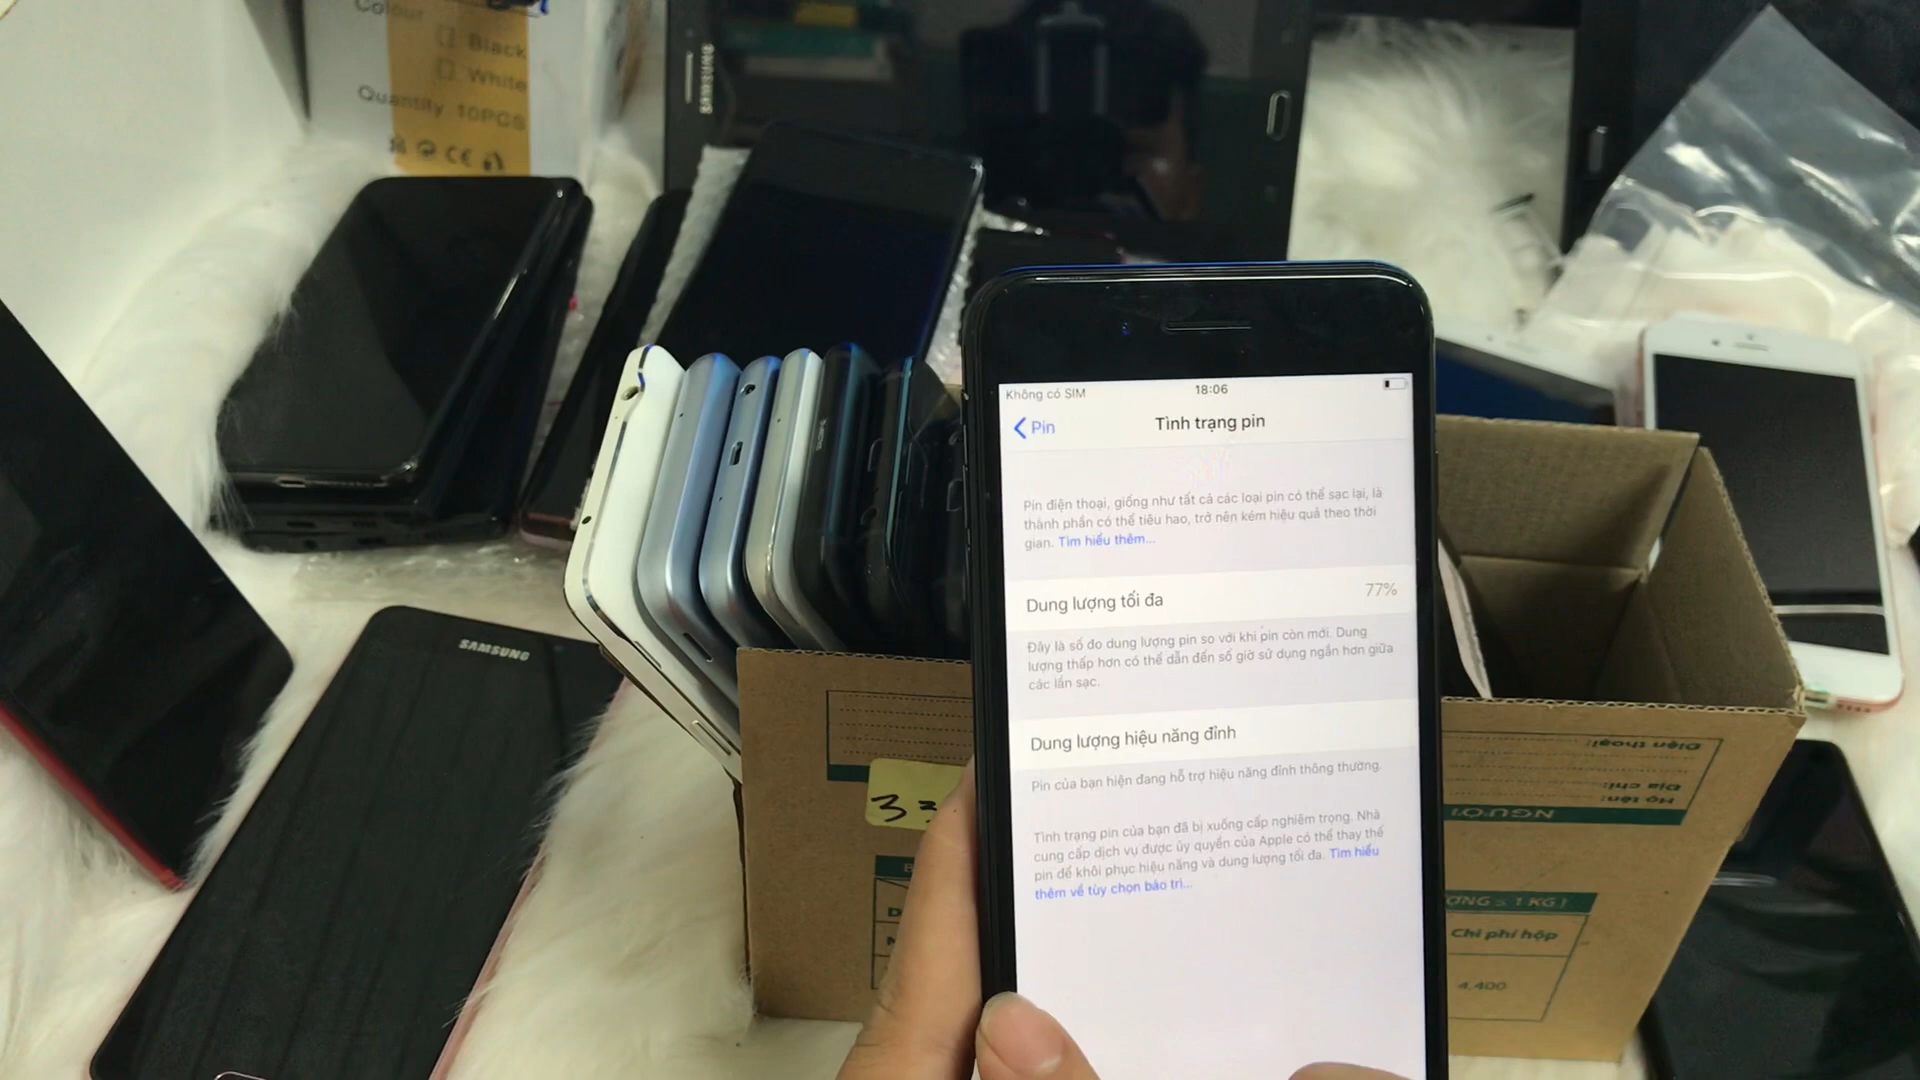 Colour
Black
White
Quantity 10PCS
CE
SAMSUNG
SAMSUNG
Không có SIM
18:06
Pin
Tình trạng pin
Pin điện thoại, giống như tất cả các loại pin có thể sạc lại, là
thành phần có thể tiêu hao, trở nên kém hiệu quả theo thời
gian. Tìm hiểu thêm...
Dung lượng tối đa
77%
Đây là số đo dung lượng pin so với khi pin còn mới. Dung
lượng thấp hơn có thể dẫn đến số giờ sử dụng ngắn hơn giữa
các lần sạc.
Dung lượng hiệu năng đỉnh
Pin của bạn hiện đang hỗ trợ hiệu năng đỉnh thông thường.
Tình trạng pin của bạn đã bị xuống cấp nghiêm trọng. Nhà
cung cấp dịch vụ được ủy quyền của Apple có thể thay thế
pin để khôi phục hiệu năng và dung lượng tối đa. Tìm hiểu
thêm về tùy chọn bảo trì...
Điện thoại:
Địa chỉ:
Họ tên:
NGƯỜI
ƯỢNG ≤ 1 KG!
Chi phí hộp
4,400